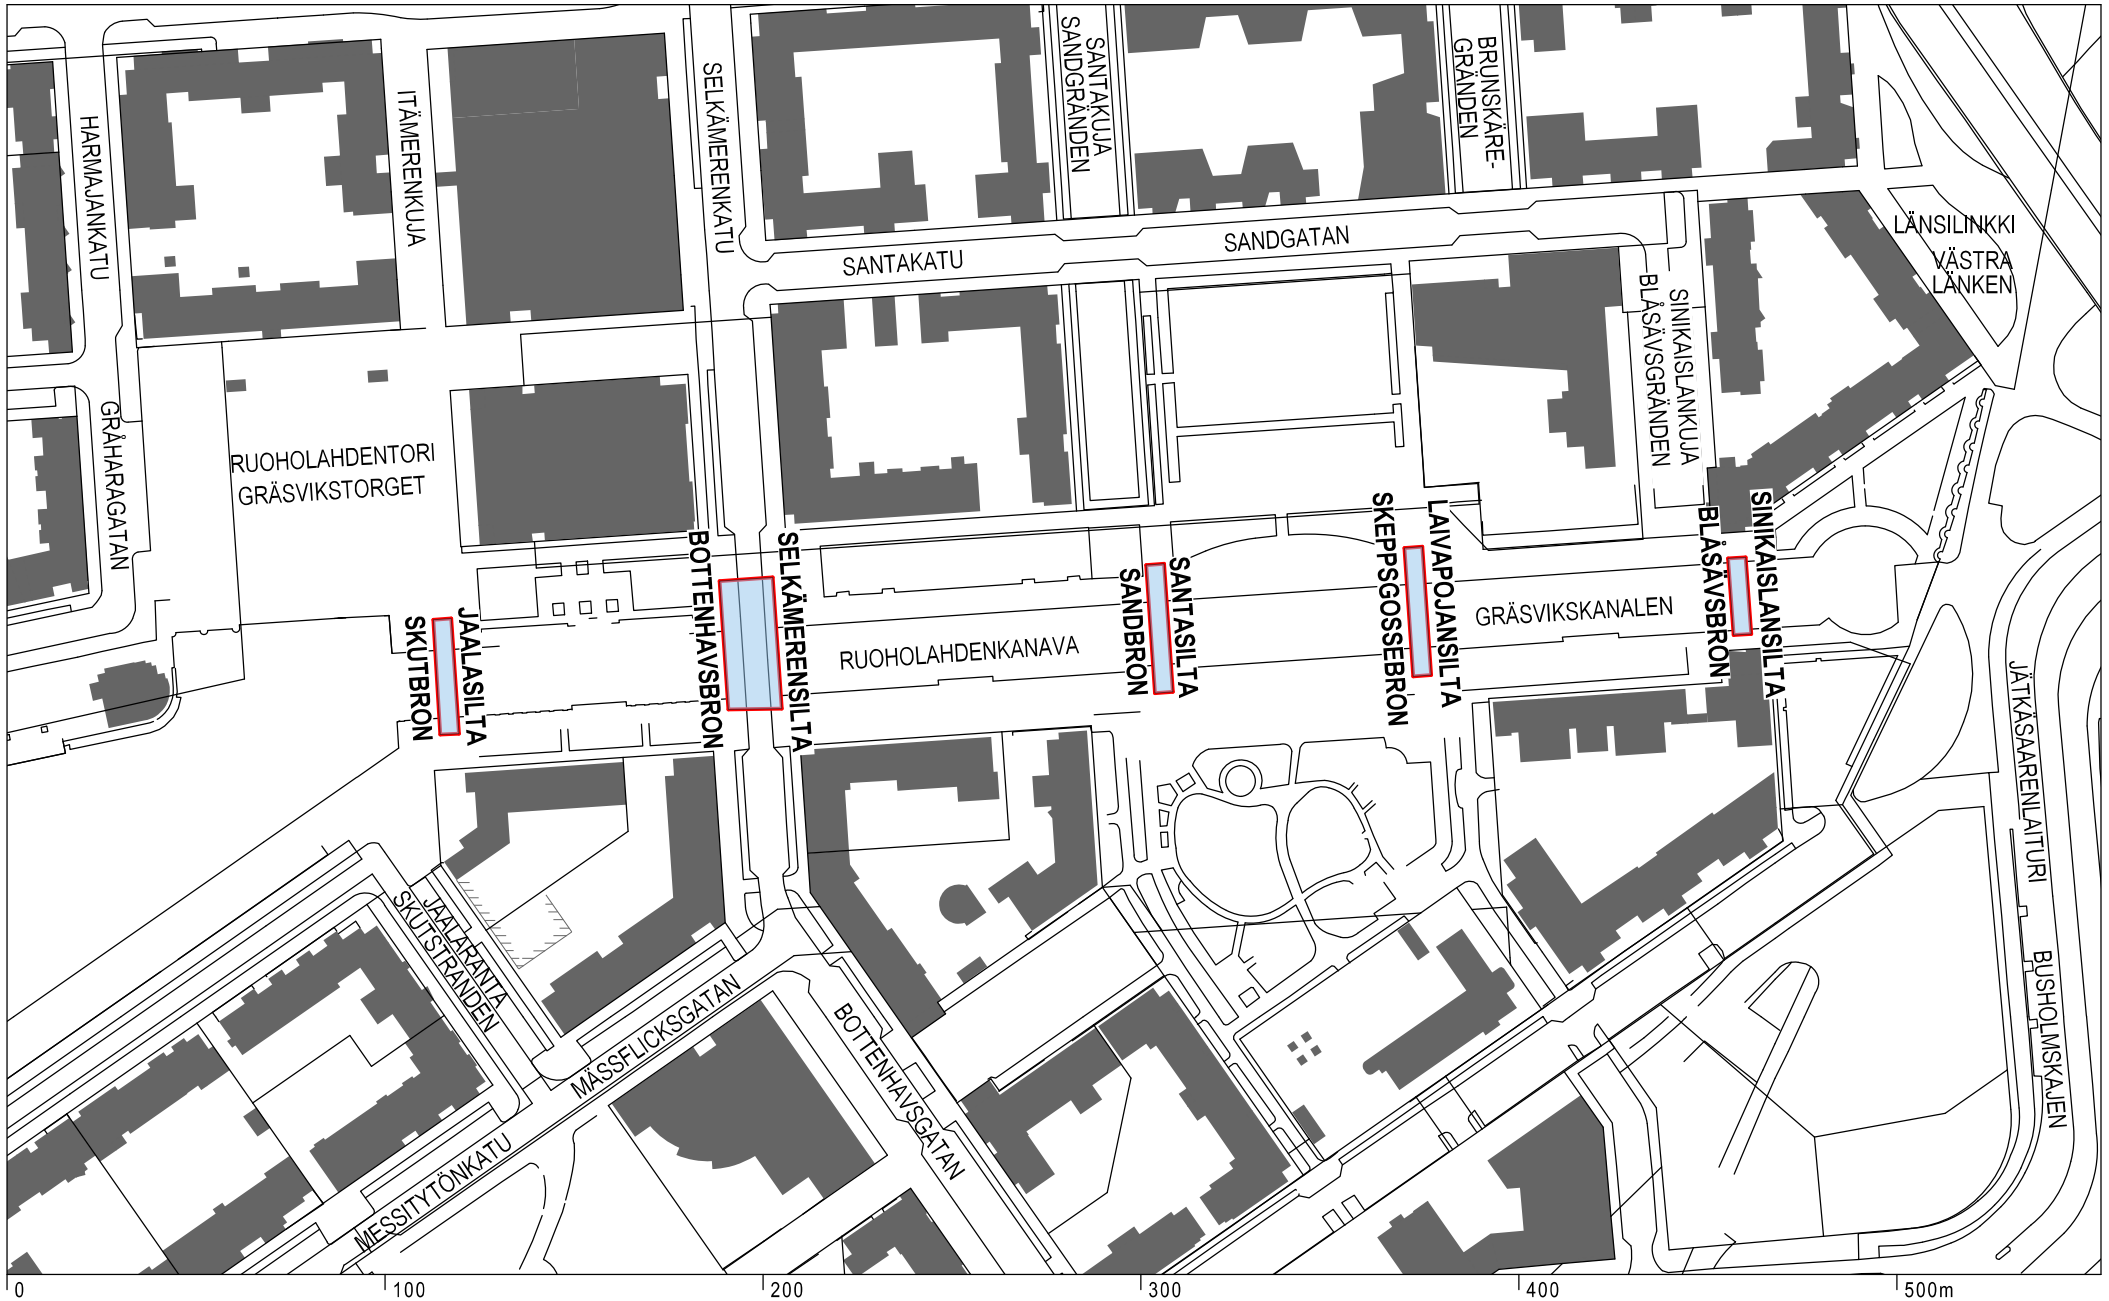 HARMAJANKATU
GRÅHARAGATAN
ITÄMERENKUJA
SELKÄMERENKATU
SANTAKUJA
SANDGRÄNDEN
BRUNSKÄRE-
GRÄNDEN
SANTAKATU
SANDGATAN
LÄNSILINKKI
VÄSTRA
LÄNKEN
SINIKAISLANKUJA
BLÅSÄVSGRÄNDEN
RUOHOLAHDENTORI
GRÄSVIKSTORGET
JAALASILTA
SKUTBRON
SELKÄMERENSILTA
BOTTENHAVSBRON
RUOHOLAHDENKANAVA
SANTASILTA
SANDBRON
LAIVAPOJANSILTA
SKEPPSGOSSEBRON
GRÄSVIKSKANALEN
SINIKAISLANSILTA
BLÅSÄVSBRON
JÄTKÄSAARENLAITURI
BUSHOLMSKAJEN
JAALARANTA
SKUTSTRANDEN
MÄSSFLICKSGATAN
MESSITYTÖNKATU
BOTTENHAVSGATAN
0 100 200 300 400 500m